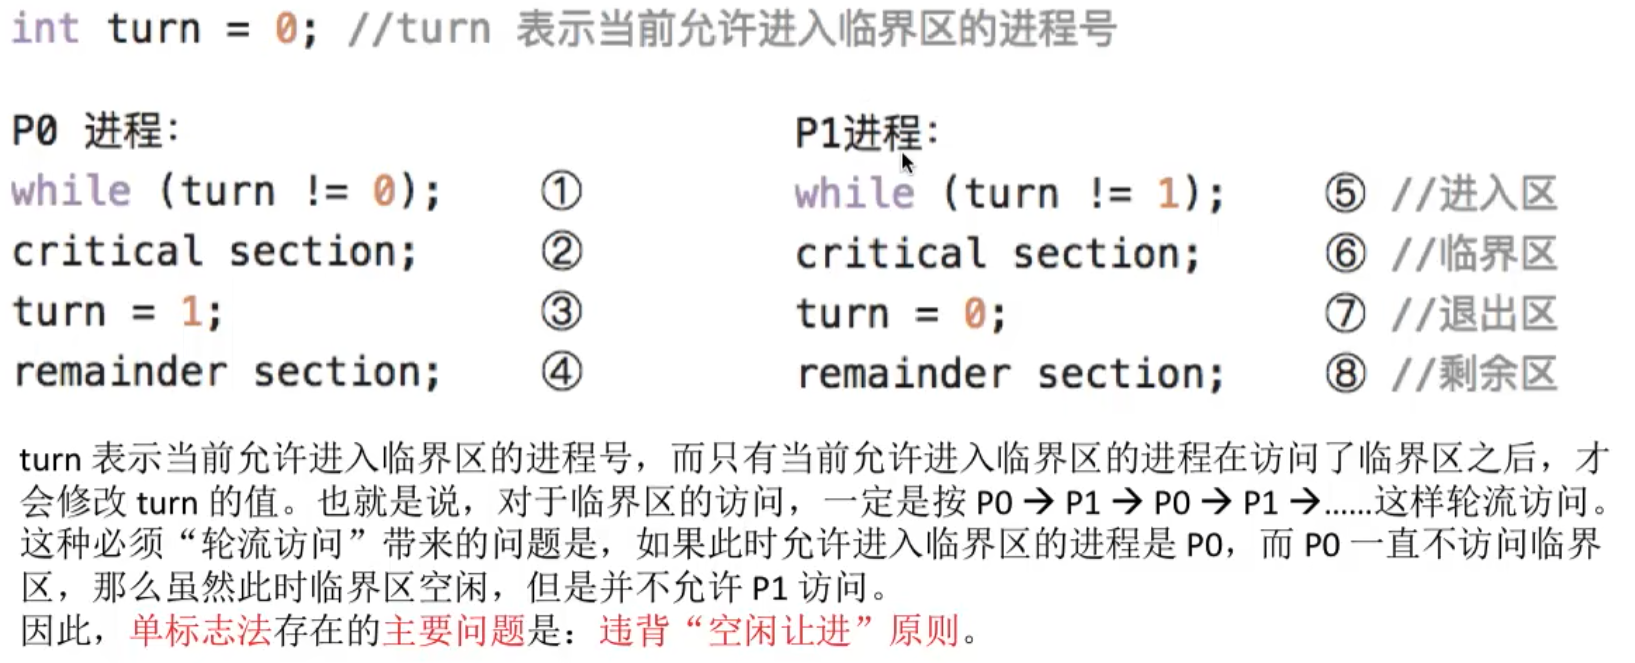 int turn = 0; //turn 表示当前允许进入临界区的进程号
P0 进程:
while (turn != 0); ①
critical section; ②
turn = 1; ③
remainder section; ④
P1进程:
while (turn != 1); ⑤ //进入区
critical section; ⑥ //临界区
turn = 0; ⑦ //退出区
remainder section; ⑧ //剩余区
turn 表示当前允许进入临界区的进程号，而只有当前允许进入临界区的进程在访问了临界区之后，才
会修改 turn 的值。也就是说，对于临界区的访问，一定是按 P0 → P1 → P0 → P1 →……这样轮流访问。
这种必须“轮流访问”带来的问题是，如果此时允许进入临界区的进程是 P0，而 P0 一直不访问临界
区，那么虽然此时临界区空闲，但是并不允许 P1 访问。
因此，单标志法存在的主要问题是：违背“空闲让进”原则。